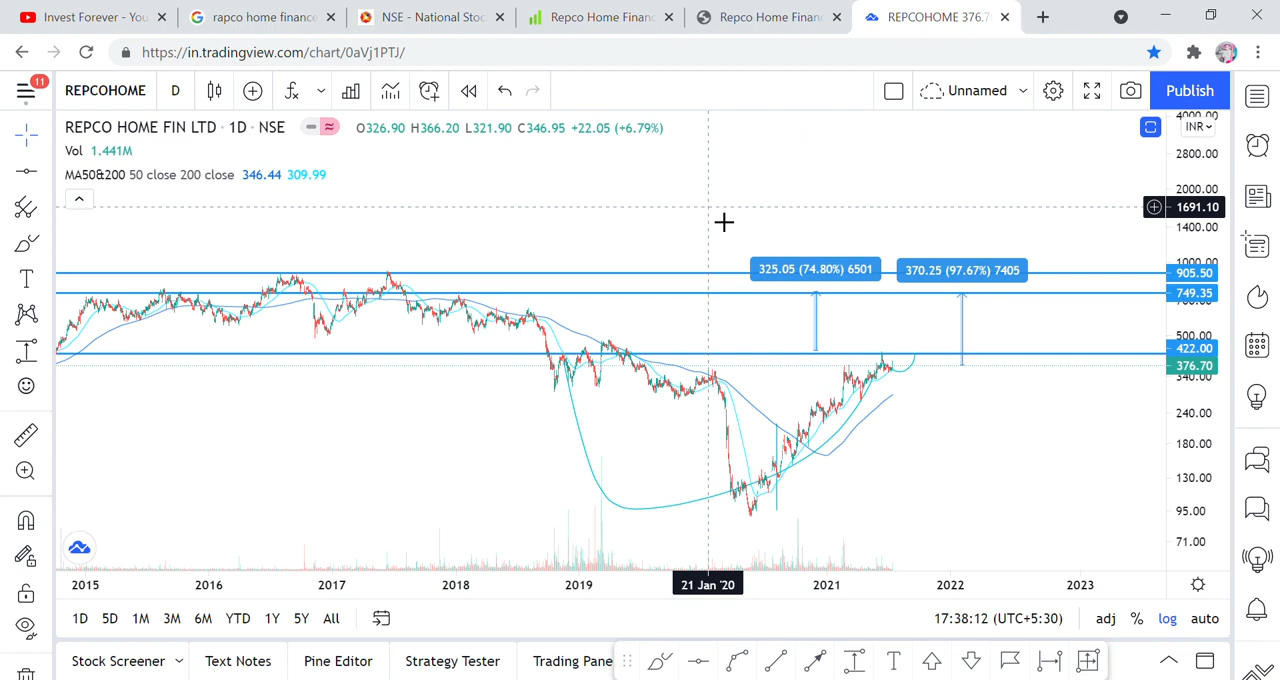 Invest Forever - Yo
rapco home finance
NSE - National Stoc
Repco Home Financ
Repco Home Financ
REPCOHOME 376.7
https://in.tradingview.com/chart/0aVj1PTJ/
11
REPCOHOME
D
Unnamed
Publish
REPCO HOME FIN LTD · 1D · NSE
O326.90 H366.20 L321.90 C346.95 +22.05 (+6.79%)
Vol 1.441M
MA50&200 50 close 200 close 346.44 309.99
4000.00
INR
2800.00
2000.00
1691.10
1400.00
1000.00
325.05 (74.80%) 6501
370.25 (97.67%) 7405
905.50
749.35
500.00
422.00
376.70
340.00
240.00
180.00
130.00
95.00
71.00
2015
2016
2017
2018
2019
21 Jan '20
2021
2022
2023
1D 5D 1M 3M 6M YTD 1Y 5Y All
17:38:12 (UTC+5:30)
adj % log auto
Stock Screener
Text Notes
Pine Editor
Strategy Tester
Trading Pane